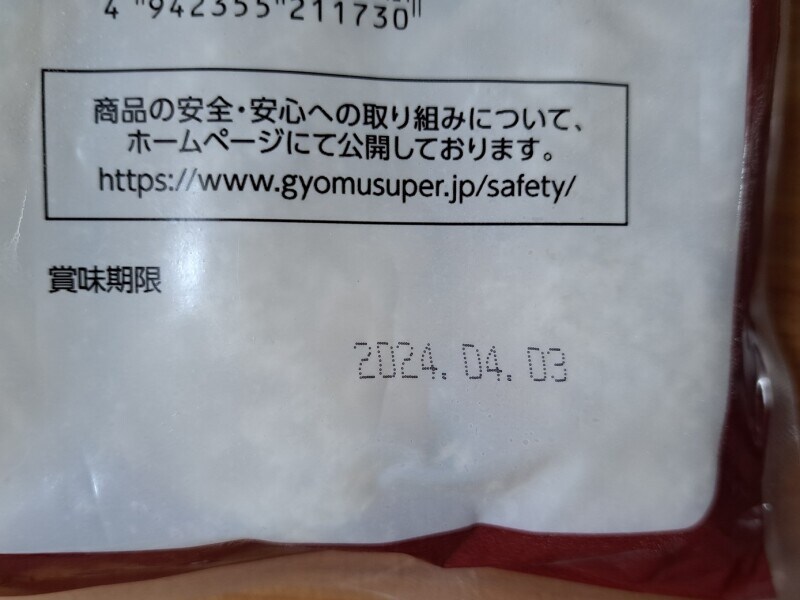 4 942355 211730
商品の安全・安心への取り組みについて、
ホームページにて公開しております。
https://www.gyomusuper.jp/safety/
賞味期限
2024.04.03